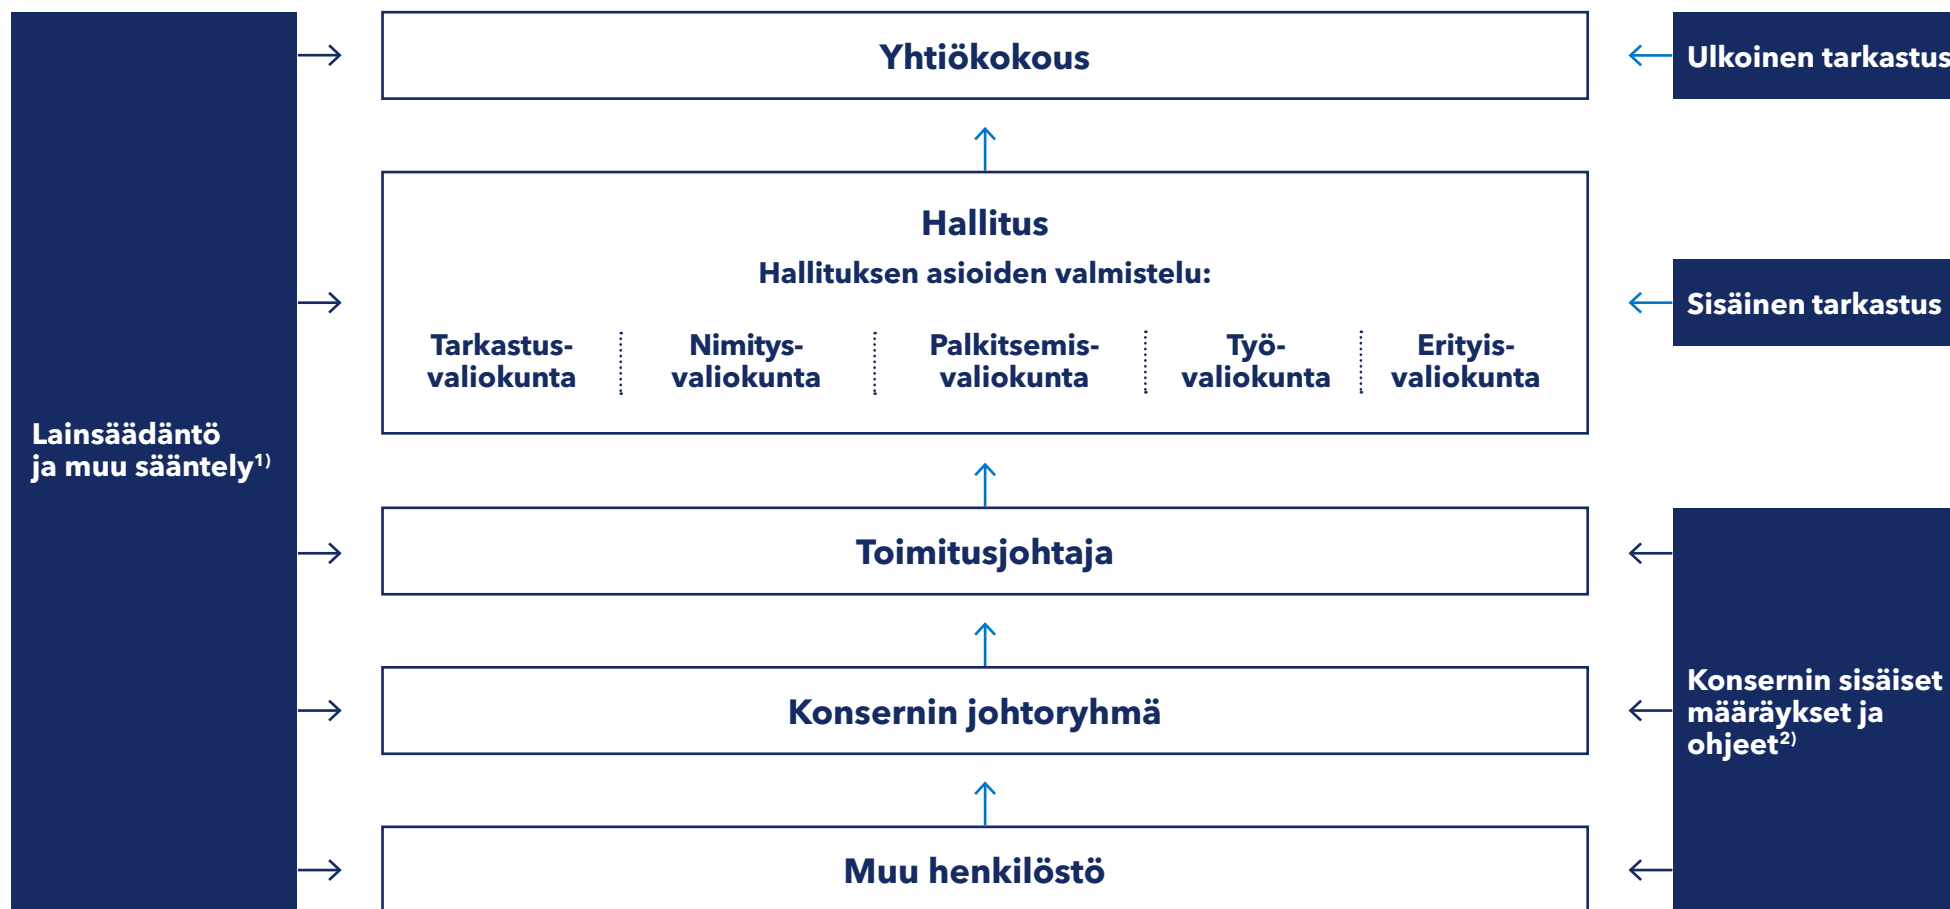 Yhtiökokous
Ulkoinen tarkastus
Hallitus
Hallituksen asioiden valmistelu:
Tarkastus-
valiokunta
Nimitys-
valiokunta
Palkitsemis-
valiokunta
Työ-
valiokunta
Erityis-
valiokunta
Sisäinen tarkastus
Lainsäädäntö
ja muu sääntely1)
Toimitusjohtaja
Konsernin johtoryhmä
Muu henkilöstö
Konsernin sisäiset
määräykset ja
ohjeet2)